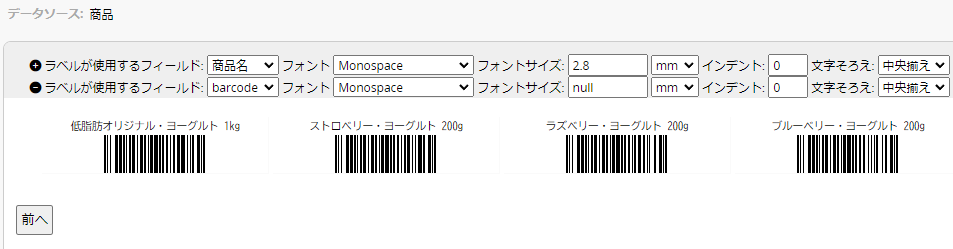 データソース: 商品
ラベルが使用するフィールド: 商品名 フォント Monospace フォントサイズ: 2.8 mm インデント: 0 文字そろえ: 中央揃え
ラベルが使用するフィールド: barcode フォント Monospace フォントサイズ: null mm インデント: 0 文字そろえ: 中央揃え
低脂肪オリジナル・ヨーグルト 1kg ストロベリー・ヨーグルト 200g ラズベリー・ヨーグルト 200g ブルーベリー・ヨーグルト 200g
前へ